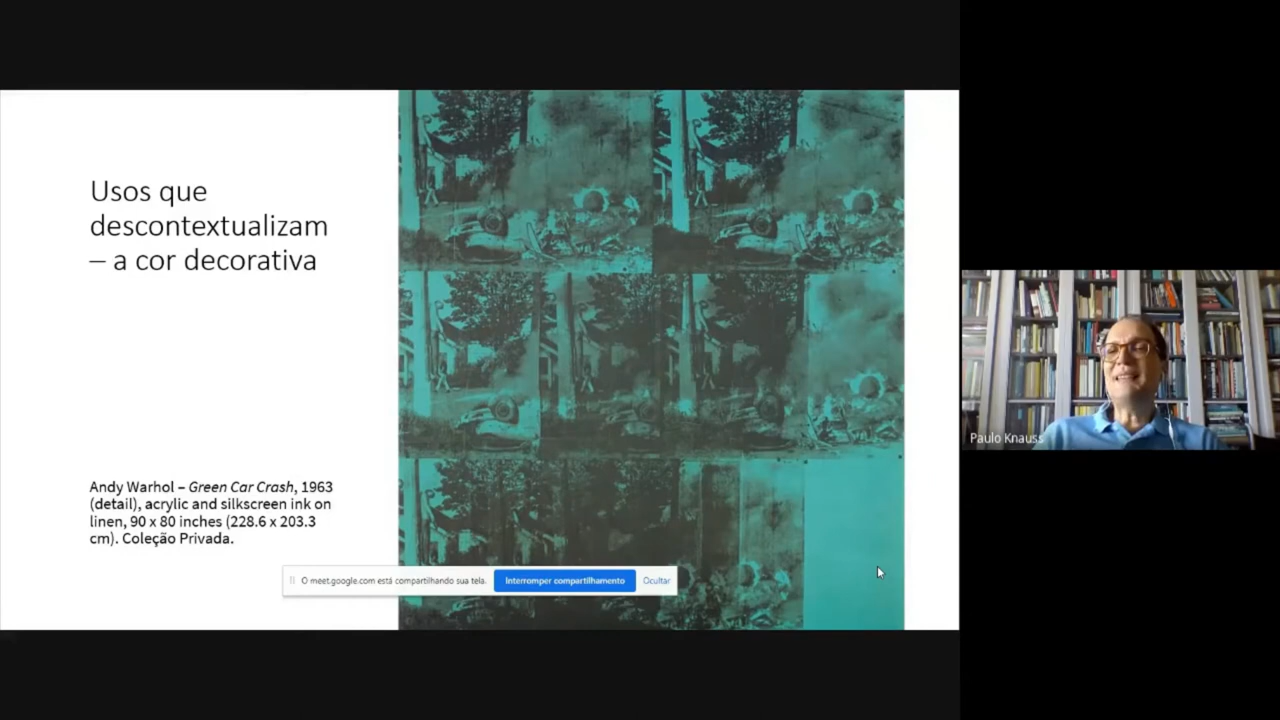 Usos que
descontextualizam
– a cor decorativa
Andy Warhol – Green Car Crash, 1963
(detail), acrylic and silkscreen ink on
linen, 90 x 80 inches (228.6 x 203.3
cm). Coleção Privada.
O meet.google.com está compartilhando sua tela.
Interromper compartilhamento
Ocultar
Paulo Knauss